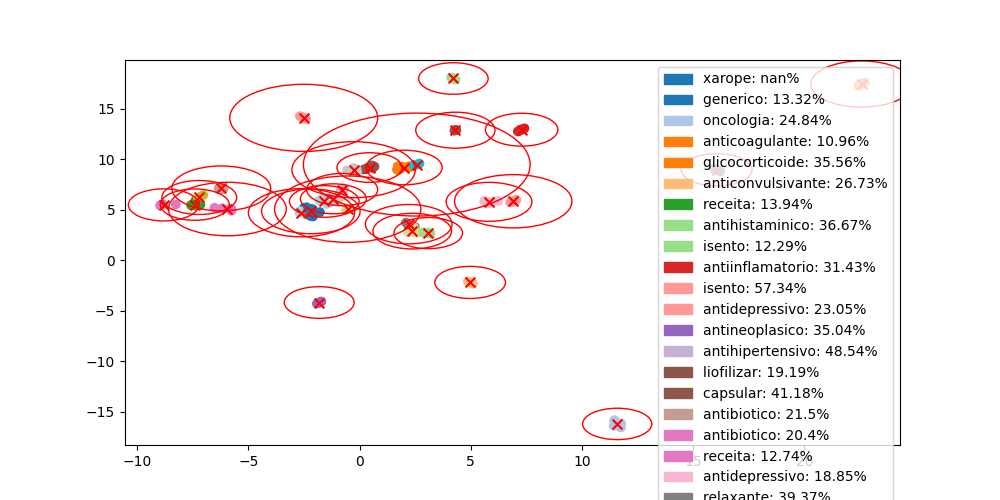 xarope: nan%
generico: 13.32%
oncologia: 24.84%
anticoagulante: 10.96%
glicocorticoide: 35.56%
anticonvulsivante: 26.73%
receita: 13.94%
antihistaminico: 36.67%
isento: 12.29%
antiinflamatorio: 31.43%
isento: 57.34%
antidepressivo: 23.05%
antineoplasico: 35.04%
antihipertensivo: 48.54%
liofilizar: 19.19%
capsular: 41.18%
antibiotico: 21.5%
antibiotico: 20.4%
receita: 12.74%
antidepressivo: 18.85%
relaxante: 39.37%
15
10
5
0
−5
−10
−15
−10 −5 0 5 10 15 20